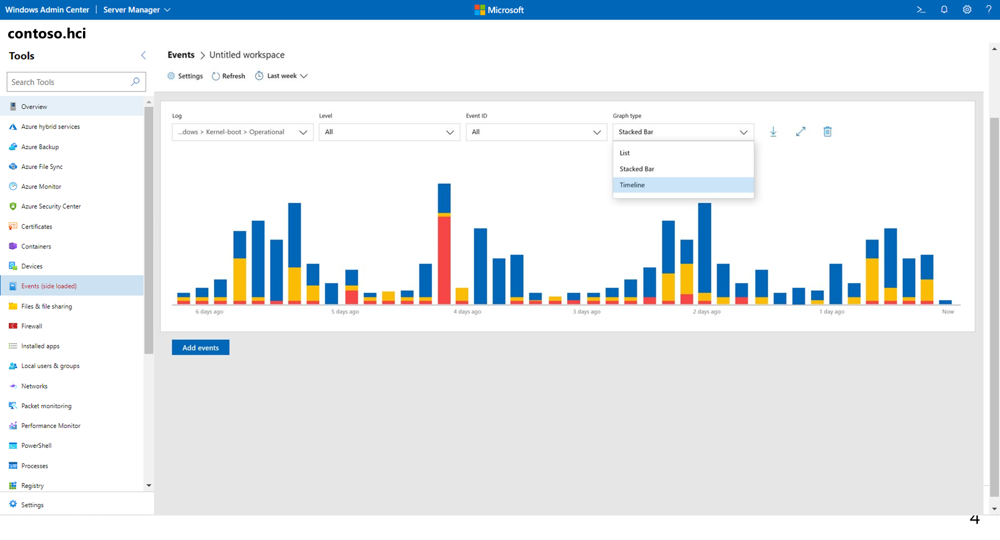 Windows Admin Center | Server Manager
Microsoft
?
contoso.hci
Tools
Search Tools
Overview
Azure hybrid services
Azure Backup
Azure File Sync
Azure Monitor
Azure Security Center
Certificates
Containers
Devices
Events (side loaded)
Files & file sharing
Firewall
Installed apps
Local users & groups
Networks
Packet monitoring
Performance Monitor
PowerShell
Processes
Registry
Settings
Events > Untitled workspace
Settings Refresh Last week
Log Level Event ID Graph type
...dows > Kernel-boot > Operational All All Stacked Bar
List
Stacked Bar
Timeline
6 days ago 5 days ago 4 days ago 3 days ago 2 days ago 1 day ago Now
Add events
4